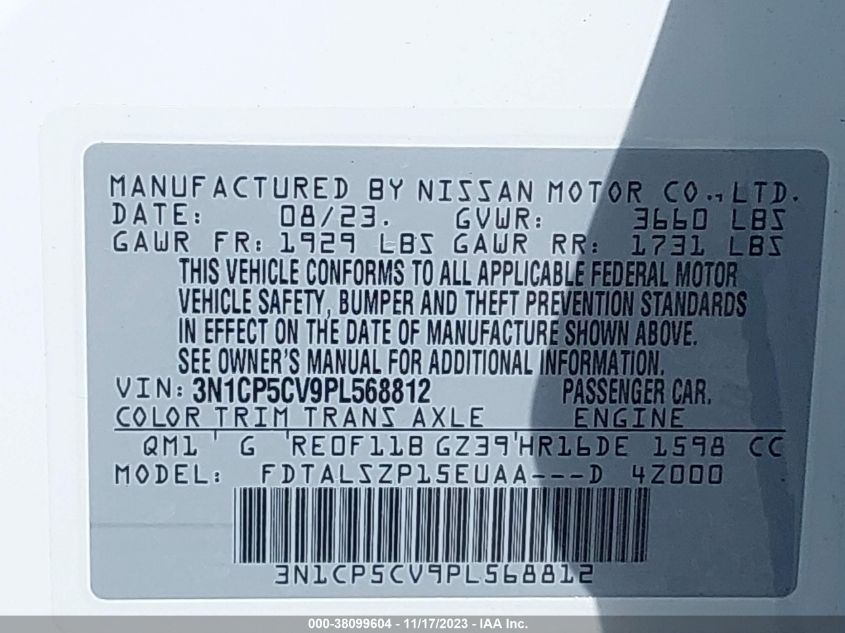 MANUFACTURED BY NISSAN MOTOR CO., LTD.
DATE: 08/23. GVWR: 3660 LBS
GAWR FR: 1929 LBS GAWR RR: 1731 LBS
THIS VEHICLE CONFORMS TO ALL APPLICABLE FEDERAL MOTOR
VEHICLE SAFETY, BUMPER AND THEFT PREVENTION STANDARDS
IN EFFECT ON THE DATE OF MANUFACTURE SHOWN ABOVE.
SEE OWNER'S MANUAL FOR ADDITIONAL INFORMATION.
VIN: 3N1CP5CV9PL568812 PASSENGER CAR.
COLOR TRIM TRANS AXLE ENGINE
QM1 ' G 'RE0F11B GZ39'HR16DE 1598 CC
MODEL: FDTALSZP15EUAA---D 4Z000
3N1CP5CV9PL568812
000-38099604 - 11/17/2023 - IAA Inc.